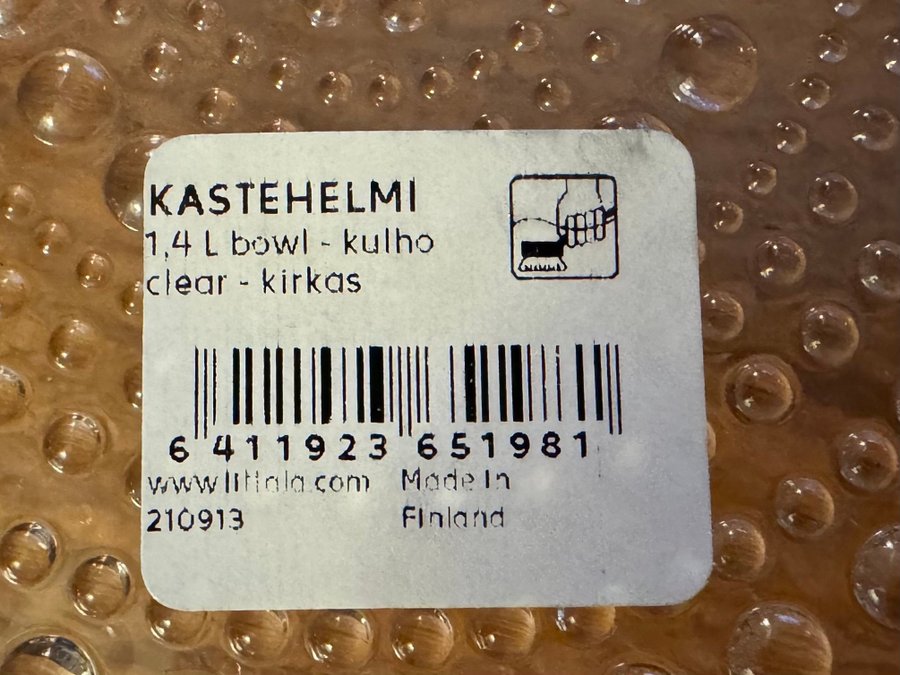 KASTEHELMI
1,4 L bowl - kulho
clear - kirkas
6 411923 651981
www.iittala.com
Made in
210913
Finland